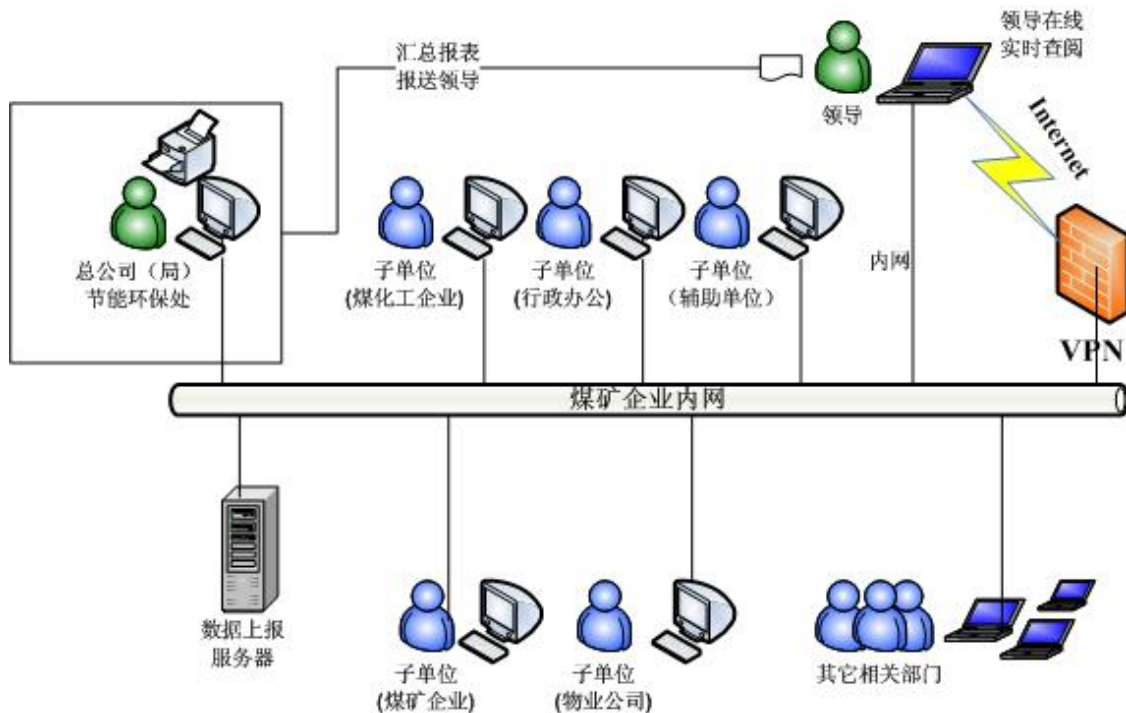 汇总报表
报送领导
领导在线
实时查阅
领导
Internet
总公司（局）
节能环保处
子单位
(煤化工企业)
子单位
(行政办公)
子单位
（辅助单位）
内网
VPN
煤矿企业内网
数据上报
服务器
子单位
(煤矿企业)
子单位
(物业公司)
其它相关部门